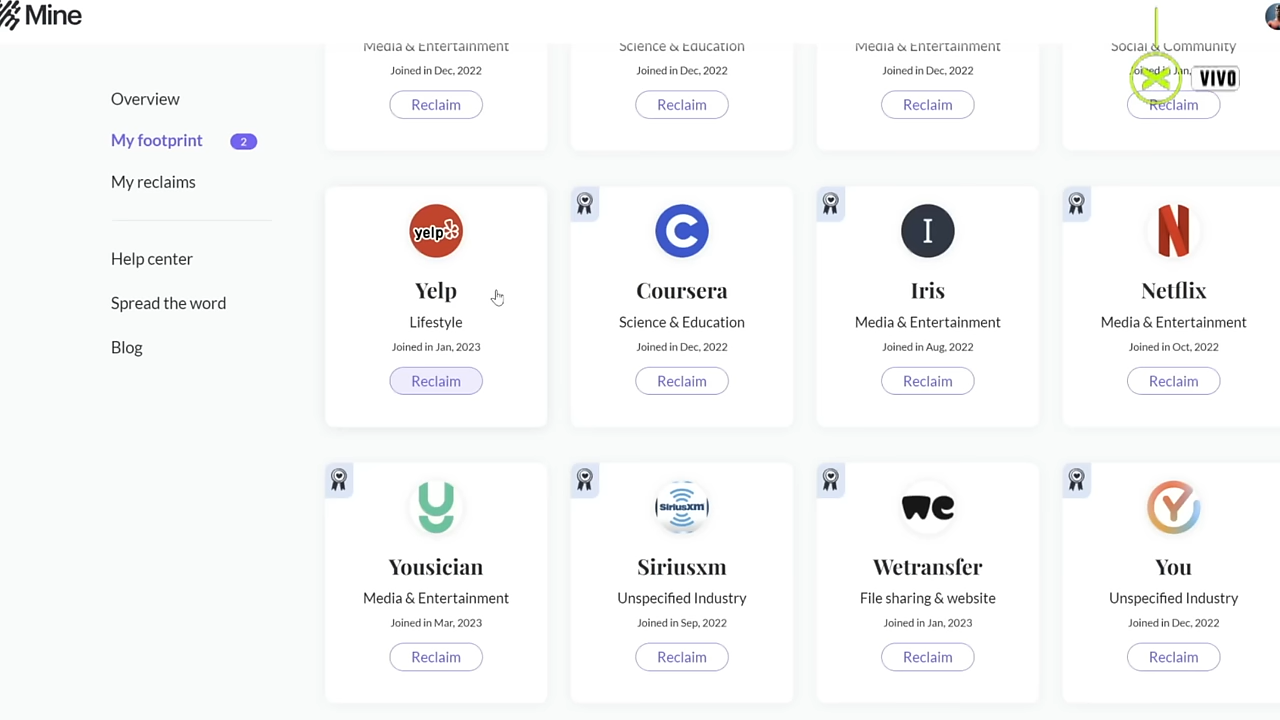 Mine
Media & Entertainment
Science & Education
Media & Entertainment
Social & Community
Joined in Dec, 2022
Joined in Dec, 2022
Joined in Dec, 2022
Joined in Jan,
VIVO
Reclaim
Reclaim
Reclaim
Reclaim
Overview
My footprint
2
My reclaims
Help center
Spread the word
Blog
yelp
Yelp
Lifestyle
Joined in Jan, 2023
Reclaim
C
Coursera
Science & Education
Joined in Dec, 2022
Reclaim
I
Iris
Media & Entertainment
Joined in Aug, 2022
Reclaim
N
Netflix
Media & Entertainment
Joined in Oct, 2022
Reclaim
Yousician
Media & Entertainment
Joined in Mar, 2023
Reclaim
SiriusXM
Siriusxm
Unspecified Industry
Joined in Sep, 2022
Reclaim
we
Wetransfer
File sharing & website
Joined in Jan, 2023
Reclaim
Y
You
Unspecified Industry
Joined in Dec, 2022
Reclaim